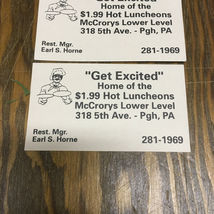 "Get Excited"
Home of the
$1.99 Hot Luncheons
McCrorys Lower Level
318 5th Ave. - Pgh, PA
Rest. Mgr.
Earl S. Horne
281-1969
"Get Excited"
Home of the
$1.99 Hot Luncheons
McCrorys Lower Level
318 5th Ave. - Pgh, PA
Rest. Mgr.
Earl S. Horne
281-1969